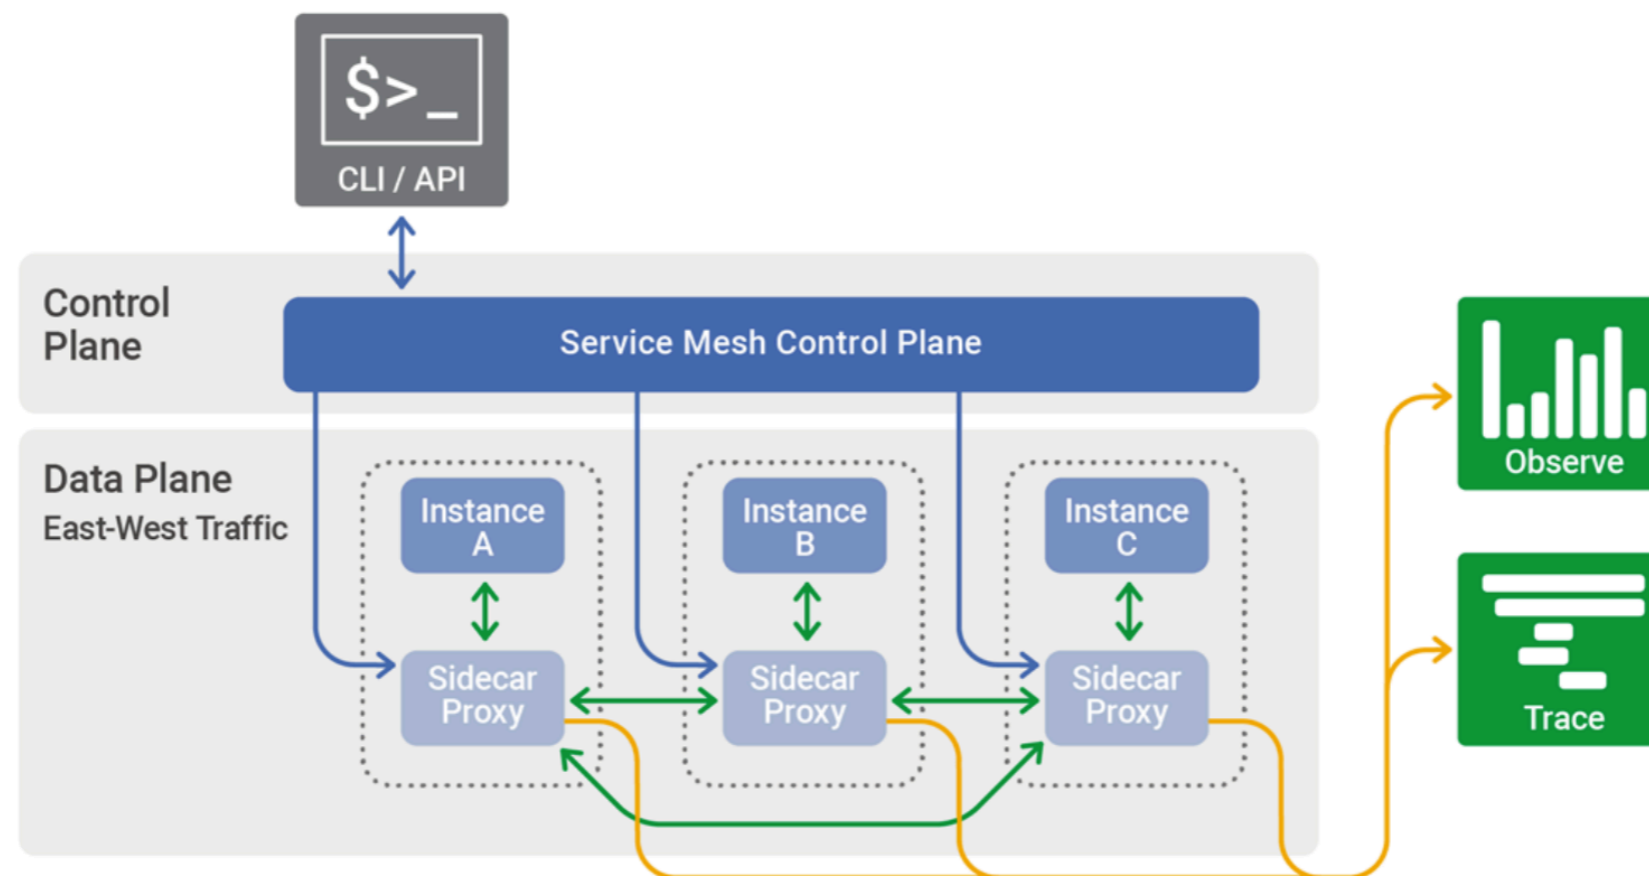 $>_
CLI / API
Control
Plane
Service Mesh Control Plane
Data Plane
East-West Traffic
Instance
A
Instance
B
Instance
C
Sidecar
Proxy
Sidecar
Proxy
Sidecar
Proxy
Observe
Trace